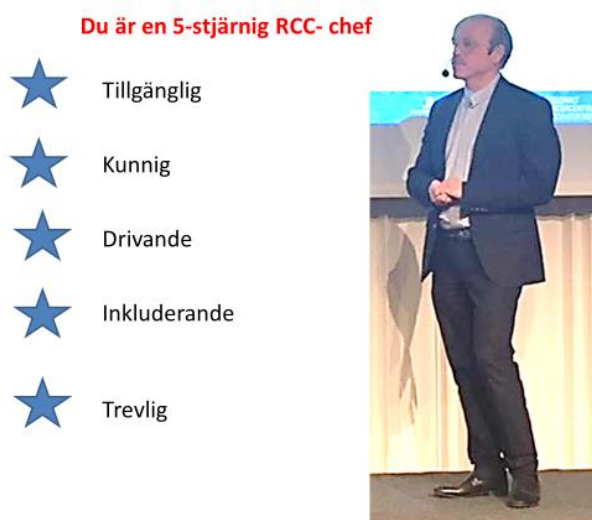 Du är en 5-stjärnig RCC- chef
Tillgänglig
Kunnig
Drivande
Inkluderande
Trevlig